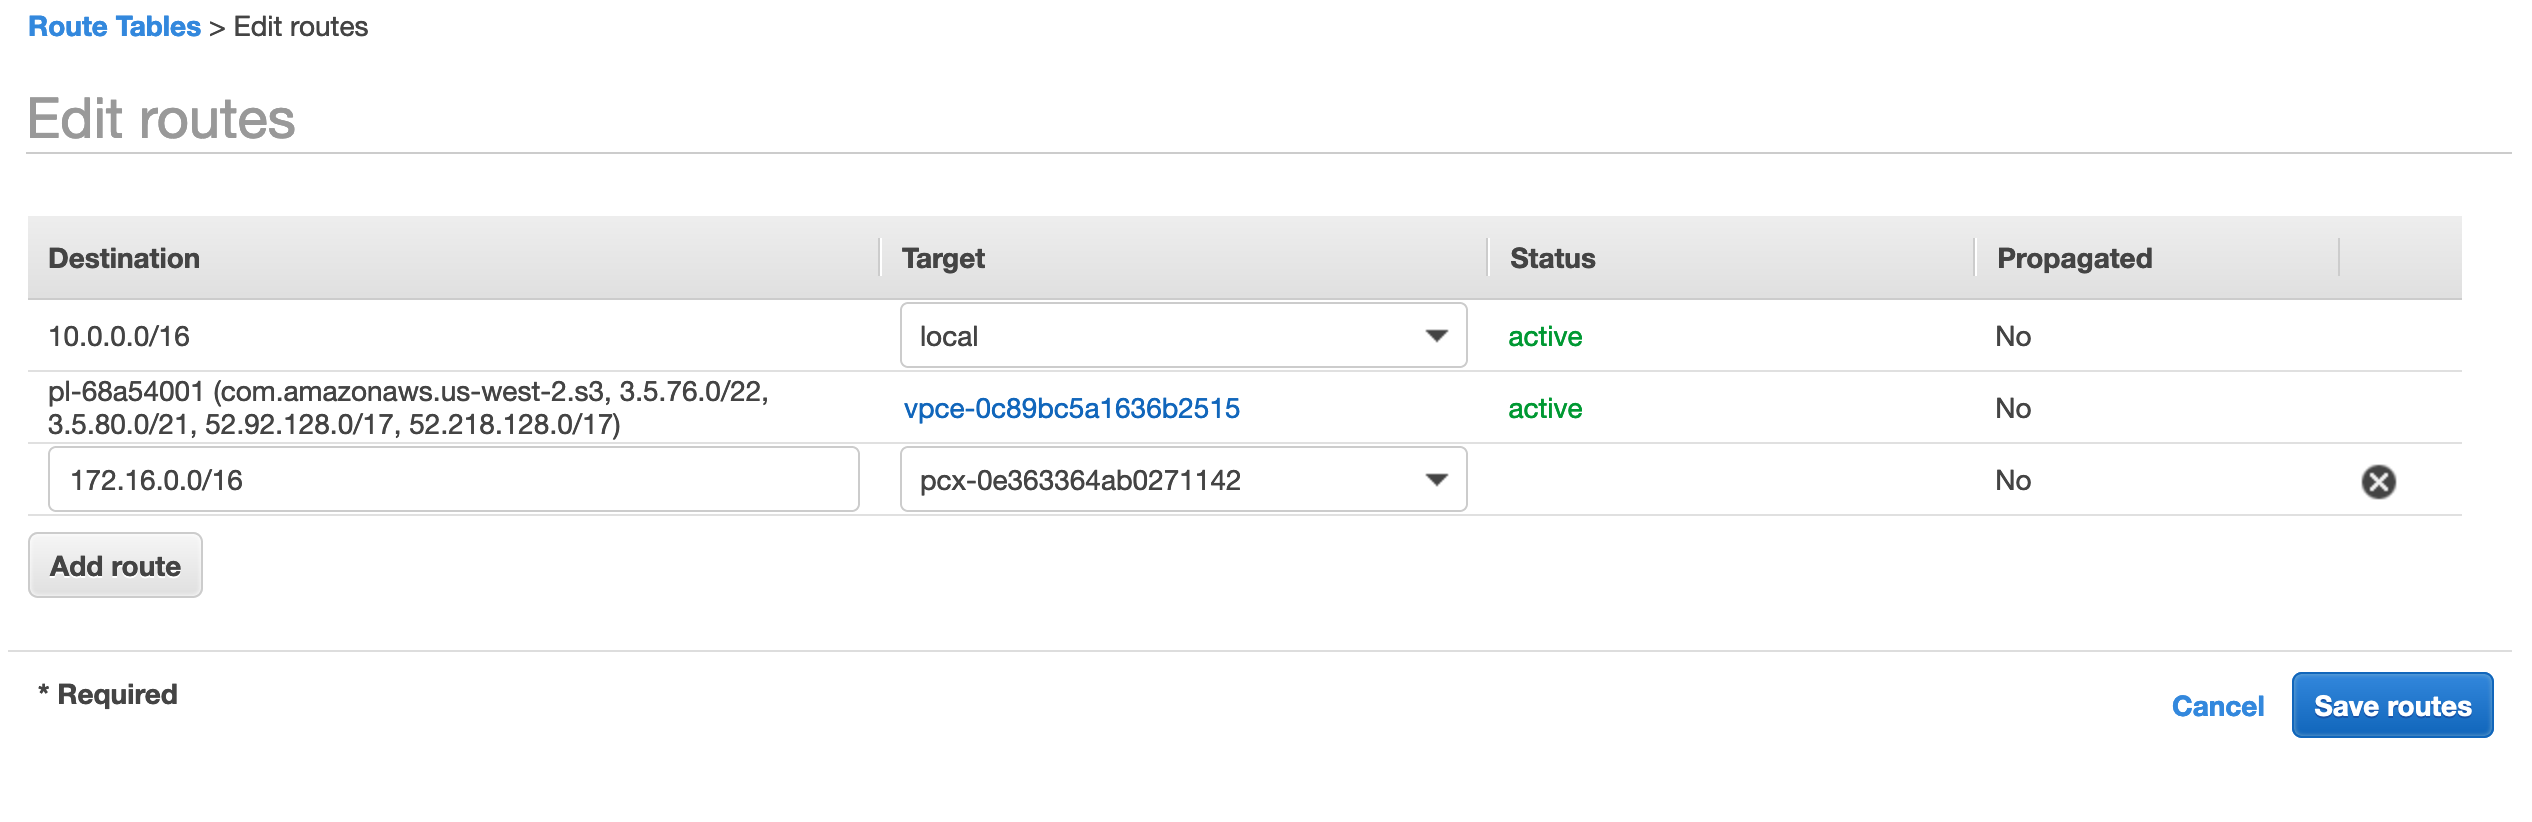 Route Tables > Edit routes
Edit routes
Destination Target Status Propagated
10.0.0.0/16 local active No
pl-68a54001 (com.amazonaws.us-west-2.s3, 3.5.76.0/22,
3.5.80.0/21, 52.92.128.0/17, 52.218.128.0/17) vpce-0c89bc5a1636b2515 active No
172.16.0.0/16 pcx-0e363364ab0271142 No
Add route
* Required
Cancel Save routes